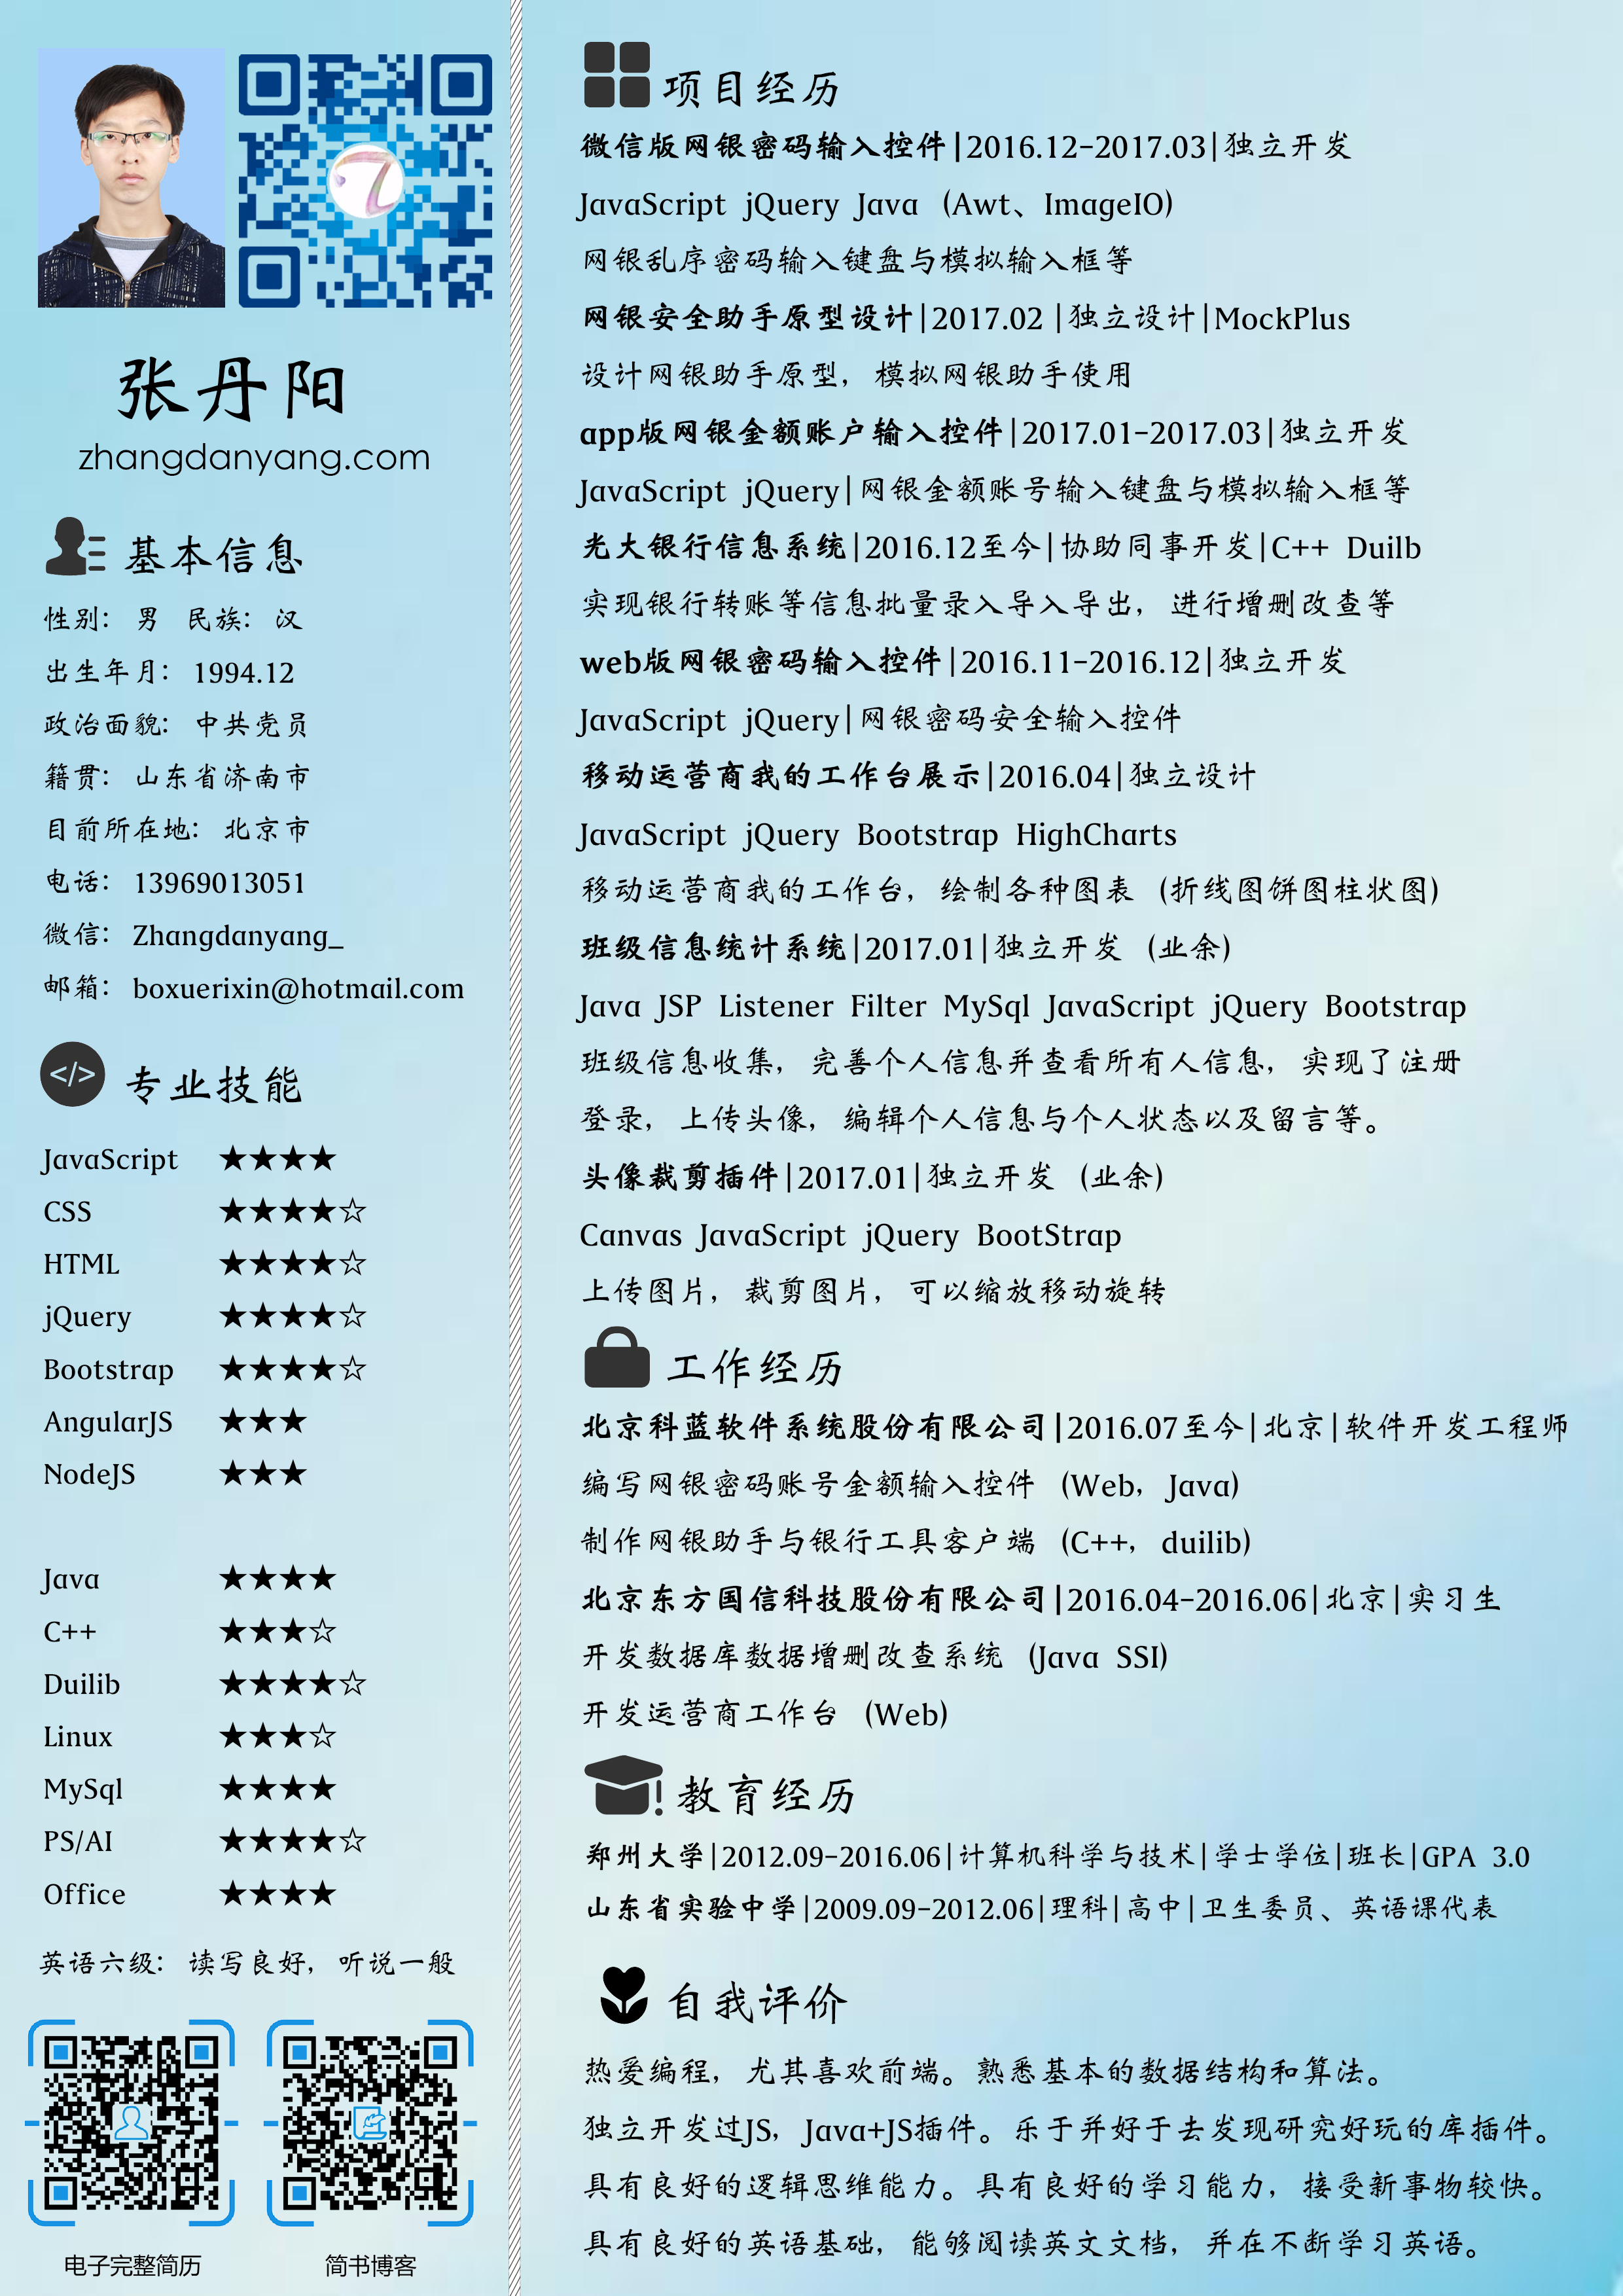 张丹阳
zhangdanyang.com
基本信息
性别： 男 民族： 汉
出生年月： 1994.12
政治面貌： 中共党员
籍贯： 山东省济南市
目前所在地： 北京市
电话： 13969013051
微信： Zhangdanyang_
邮箱： boxuerixin@hotmail.com
</> 专业技能
JavaScript ★★★★
CSS ★★★★☆
HTML ★★★★☆
jQuery ★★★★☆
Bootstrap ★★★★☆
AngularJS ★★★
NodeJS ★★★
Java ★★★★
C++ ★★★☆
Duilib ★★★★☆
Linux ★★★☆
MySql ★★★★
PS/AI ★★★★☆
Office ★★★★
英语六级： 读写良好， 听说一般
电子完整简历 简书博客
项目经历
微信版网银密码输入控件|2016.12-2017.03|独立开发
JavaScript jQuery Java (Awt、ImageIO)
网银乱序密码输入键盘与模拟输入框等
网银安全助手原型设计|2017.02 |独立设计|MockPlus
设计网银助手原型， 模拟网银助手使用
app版网银金额账户输入控件|2017.01-2017.03|独立开发
JavaScript jQuery|网银金额账号输入键盘与模拟输入框等
光大银行信息系统|2016.12至今|协助同事开发|C++ Duilb
实现银行转账等信息批量录入导入导出， 进行增删改查等
web版网银密码输入控件|2016.11-2016.12|独立开发
JavaScript jQuery|网银密码安全输入控件
移动运营商我的工作台展示|2016.04|独立设计
JavaScript jQuery Bootstrap HighCharts
移动运营商我的工作台， 绘制各种图表 (折线图饼图柱状图)
班级信息统计系统|2017.01|独立开发 (业余)
Java JSP Listener Filter MySql JavaScript jQuery Bootstrap
班级信息收集， 完善个人信息并查看所有人信息， 实现了注册
登录， 上传头像， 编辑个人信息与个人状态以及留言等。
头像裁剪插件|2017.01|独立开发 (业余)
Canvas JavaScript jQuery BootStrap
上传图片， 裁剪图片， 可以缩放移动旋转
工作经历
北京科蓝软件系统股份有限公司|2016.07至今|北京|软件开发工程师
编写网银密码账号金额输入控件 (Web， Java)
制作网银助手与银行工具客户端 (C++， duilib)
北京东方国信科技股份有限公司|2016.04-2016.06|北京|实习生
开发数据库数据增删改查系统 (Java SSI)
开发运营商工作台 (Web)
教育经历
郑州大学|2012.09-2016.06|计算机科学与技术|学士学位|班长|GPA 3.0
山东省实验中学|2009.09-2012.06|理科|高中|卫生委员、英语课代表
自我评价
热爱编程， 尤其喜欢前端。熟悉基本的数据结构和算法。
独立开发过JS， Java+JS插件。乐于并好于去发现研究好玩的库插件。
具有良好的逻辑思维能力。具有良好的学习能力， 接受新事物较快。
具有良好的英语基础， 能够阅读英文文档， 并在不断学习英语。